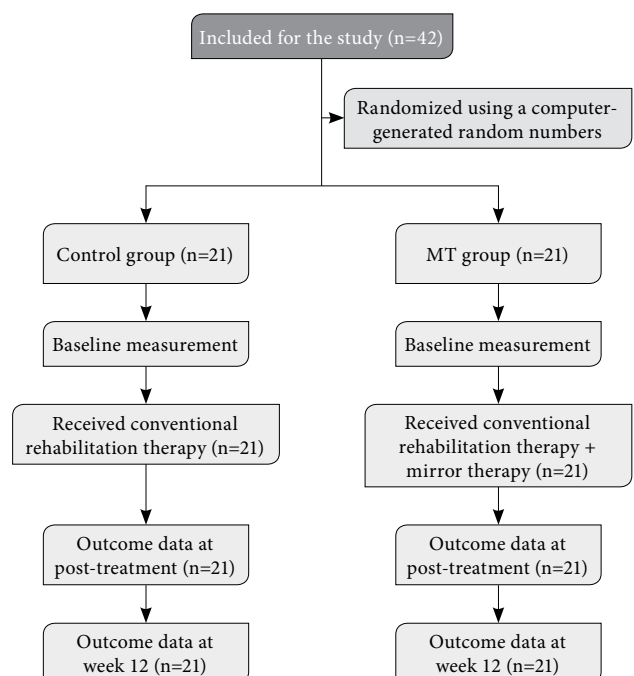 Included for the study (n=42)
Randomized using a computer-
generated random numbers
Control group (n=21)
MT group (n=21)
Baseline measurement
Baseline measurement
Received conventional
rehabilitation therapy (n=21)
Received conventional
rehabilitation therapy +
mirror therapy (n=21)
Outcome data at
post-treatment (n=21)
Outcome data at
post-treatment (n=21)
Outcome data at
week 12 (n=21)
Outcome data at
week 12 (n=21)